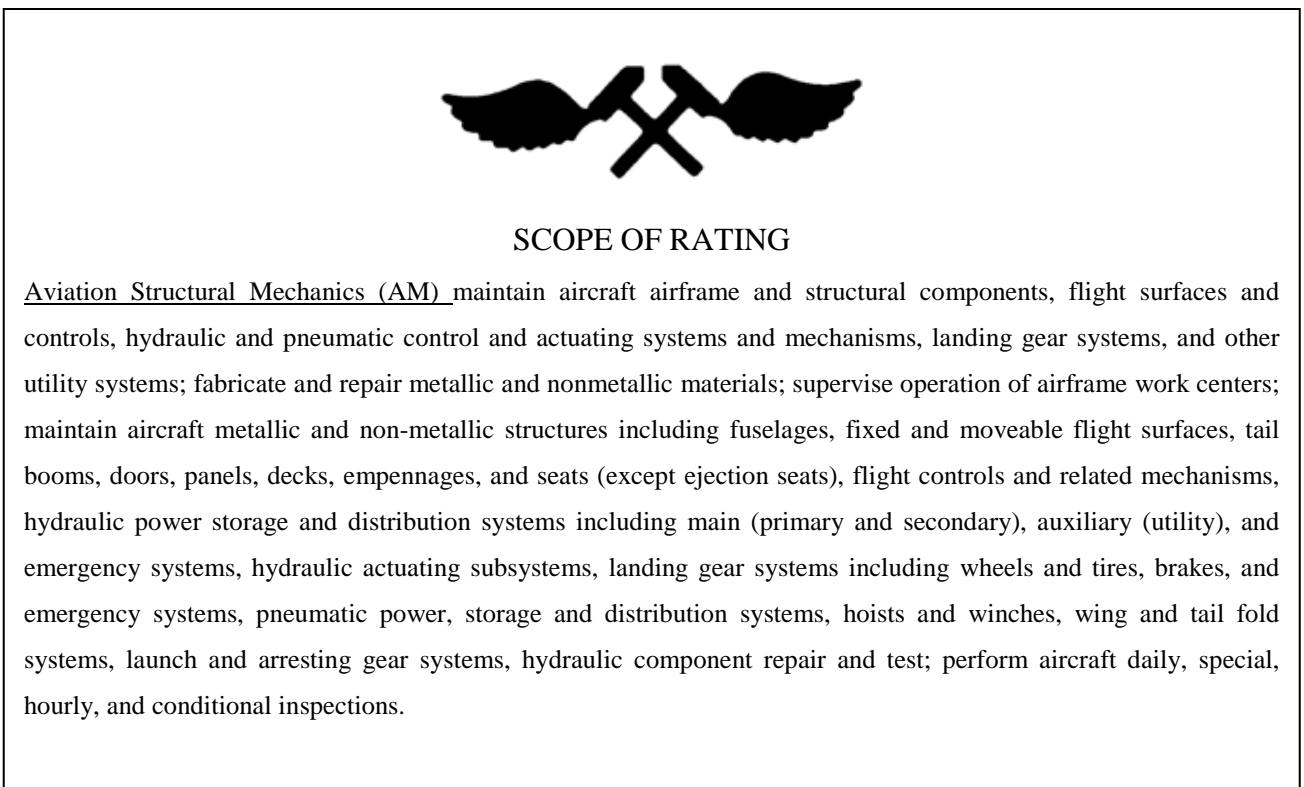 SCOPE OF RATING
Aviation Structural Mechanics (AM) maintain aircraft airframe and structural components, flight surfaces and
controls, hydraulic and pneumatic control and actuating systems and mechanisms, landing gear systems, and other
utility systems; fabricate and repair metallic and nonmetallic materials; supervise operation of airframe work centers;
maintain aircraft metallic and non-metallic structures including fuselages, fixed and moveable flight surfaces, tail
booms, doors, panels, decks, empennages, and seats (except ejection seats), flight controls and related mechanisms,
hydraulic power storage and distribution systems including main (primary and secondary), auxiliary (utility), and
emergency systems, hydraulic actuating subsystems, landing gear systems including wheels and tires, brakes, and
emergency systems, pneumatic power, storage and distribution systems, hoists and winches, wing and tail fold
systems, launch and arresting gear systems, hydraulic component repair and test; perform aircraft daily, special,
hourly, and conditional inspections.